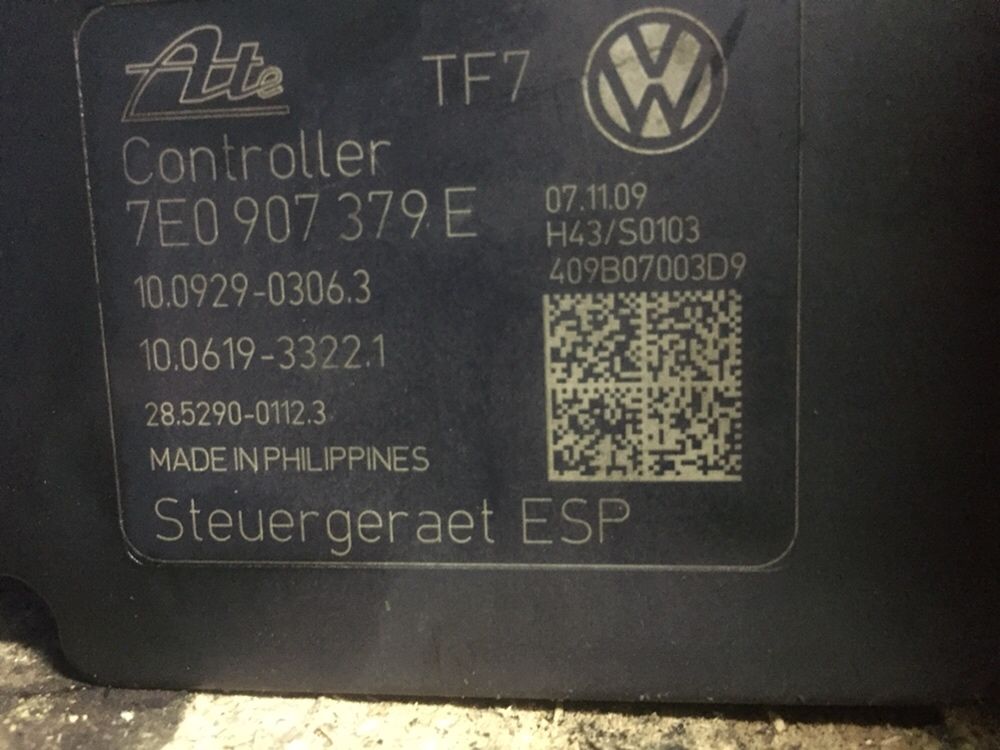 Ate
TF7
VW
Controller
7E0 907 379 E
07.11.09
H43/S0103
409B07003D9
10.0929-0306.3
10.0619-3322.1
28.5290-0112.3
MADE IN PHILIPPINES
Steuergeraet ESP